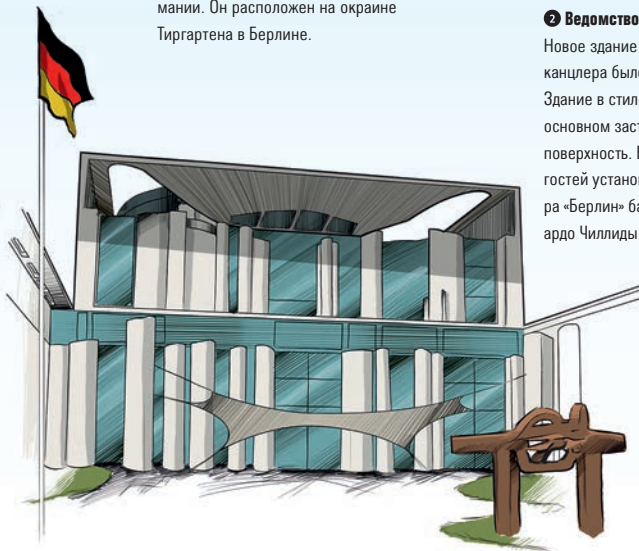 мании. Он расположен на окраине
Тиргартена в Берлине.
2 Ведомство
Новое здание
канцлера был
Здание в стил
основном заст
поверхность. 
гостей установ
ра «Берлин» ба
ардо Чиллиды